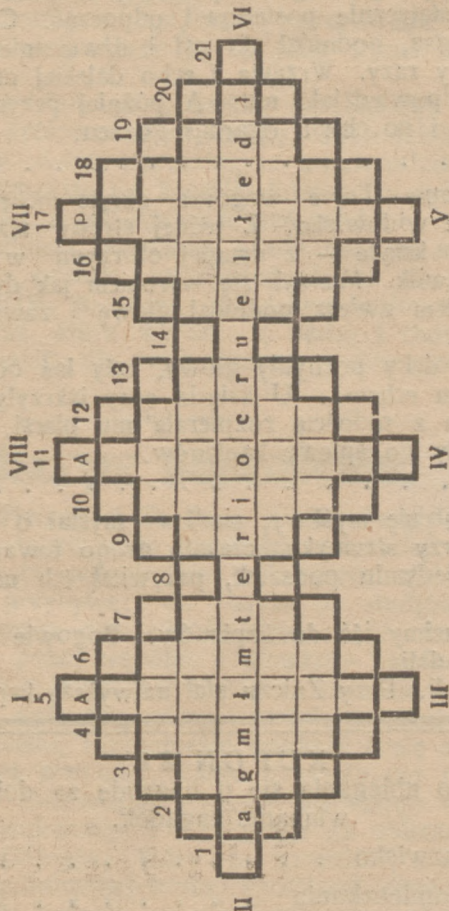 I VIII VII
5 11 17
4 A 6 10 A 12 16 P 18
3 7 9 13 15 19
2 8 14 20
1 21
II a g m ł m t e r j o c r u e l ł e d ł VI
III IV V